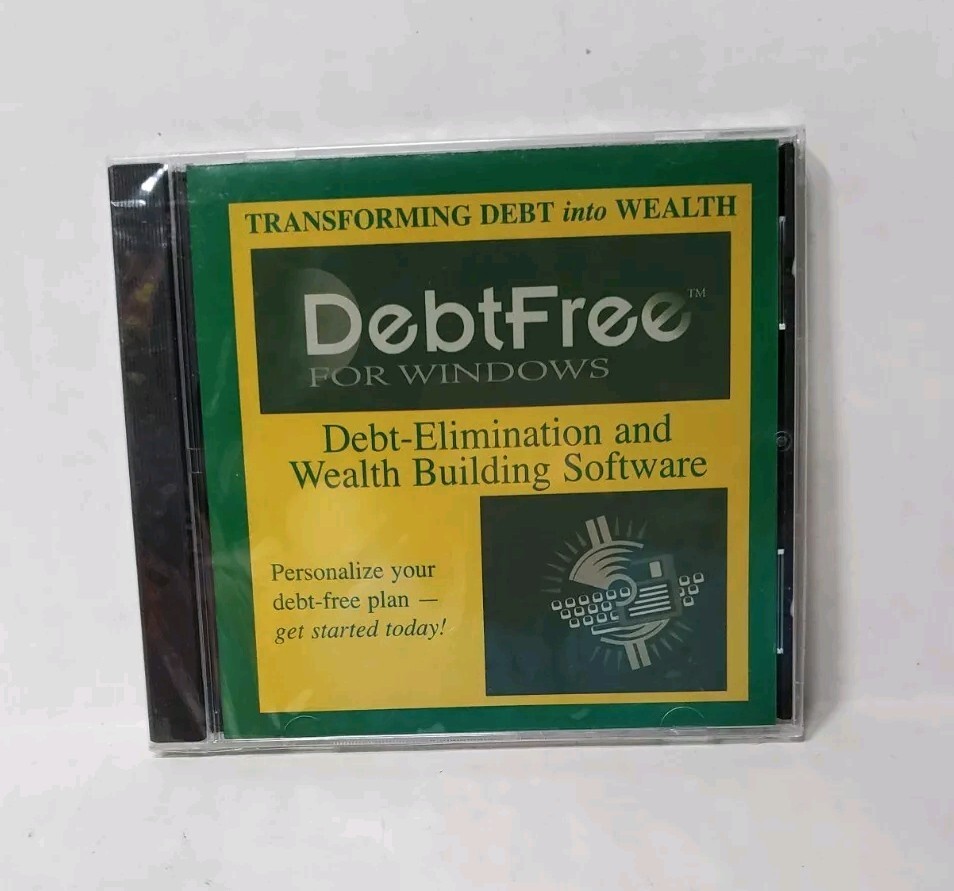 TRANSFORMING DEBT into WEALTH
DebtFree™
FOR WINDOWS
Debt-Elimination and
Wealth Building Software
Personalize your
debt-free plan —
get started today!